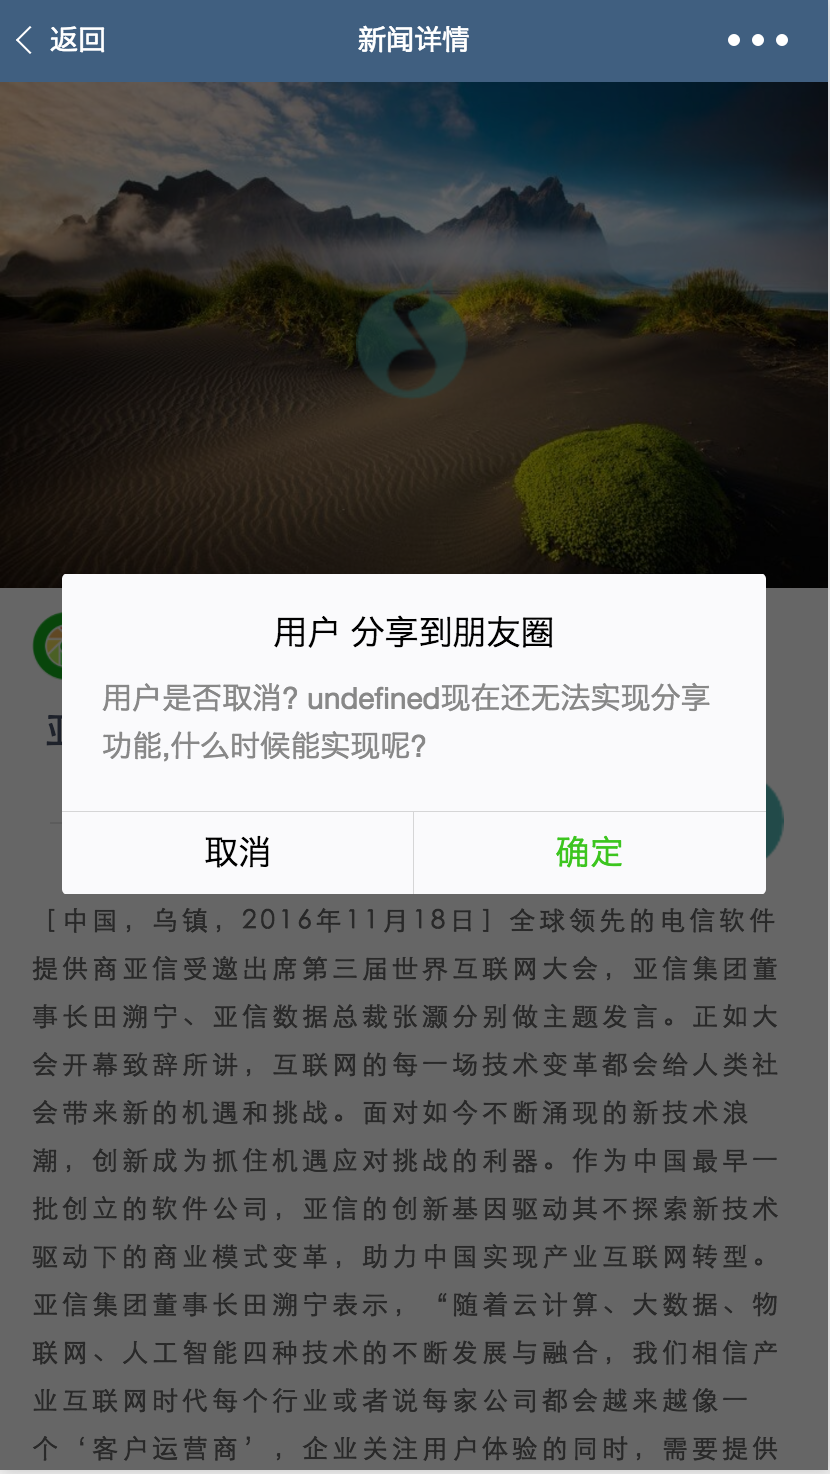 返回
新闻详情
用户 分享到朋友圈
用户是否取消? undefined现在还无法实现分享
功能,什么时候能实现呢?
取消
确定
[中国，乌镇，2016年11月18日] 全球领先的电信软件
提供商亚信受邀出席第三届世界互联网大会，亚信集团董
事长田溯宁、亚信数据总裁张灏分别做主题发言。正如大
会开幕致辞所讲，互联网的每一场技术变革都会给人类社
会带来新的机遇和挑战。面对如今不断涌现的新技术浪
潮，创新成为抓住机遇应对挑战的利器。作为中国最早一
批创立的软件公司，亚信的创新基因驱动其不探索新技术
驱动下的商业模式变革，助力中国实现产业互联网转型。
亚信集团董事长田溯宁表示，“随着云计算、大数据、物
联网、人工智能四种技术的不断发展与融合，我们相信产
业互联网时代每个行业或者说每家公司都会越来越像一
个‘客户运营商’，企业关注用户体验的同时，需要提供